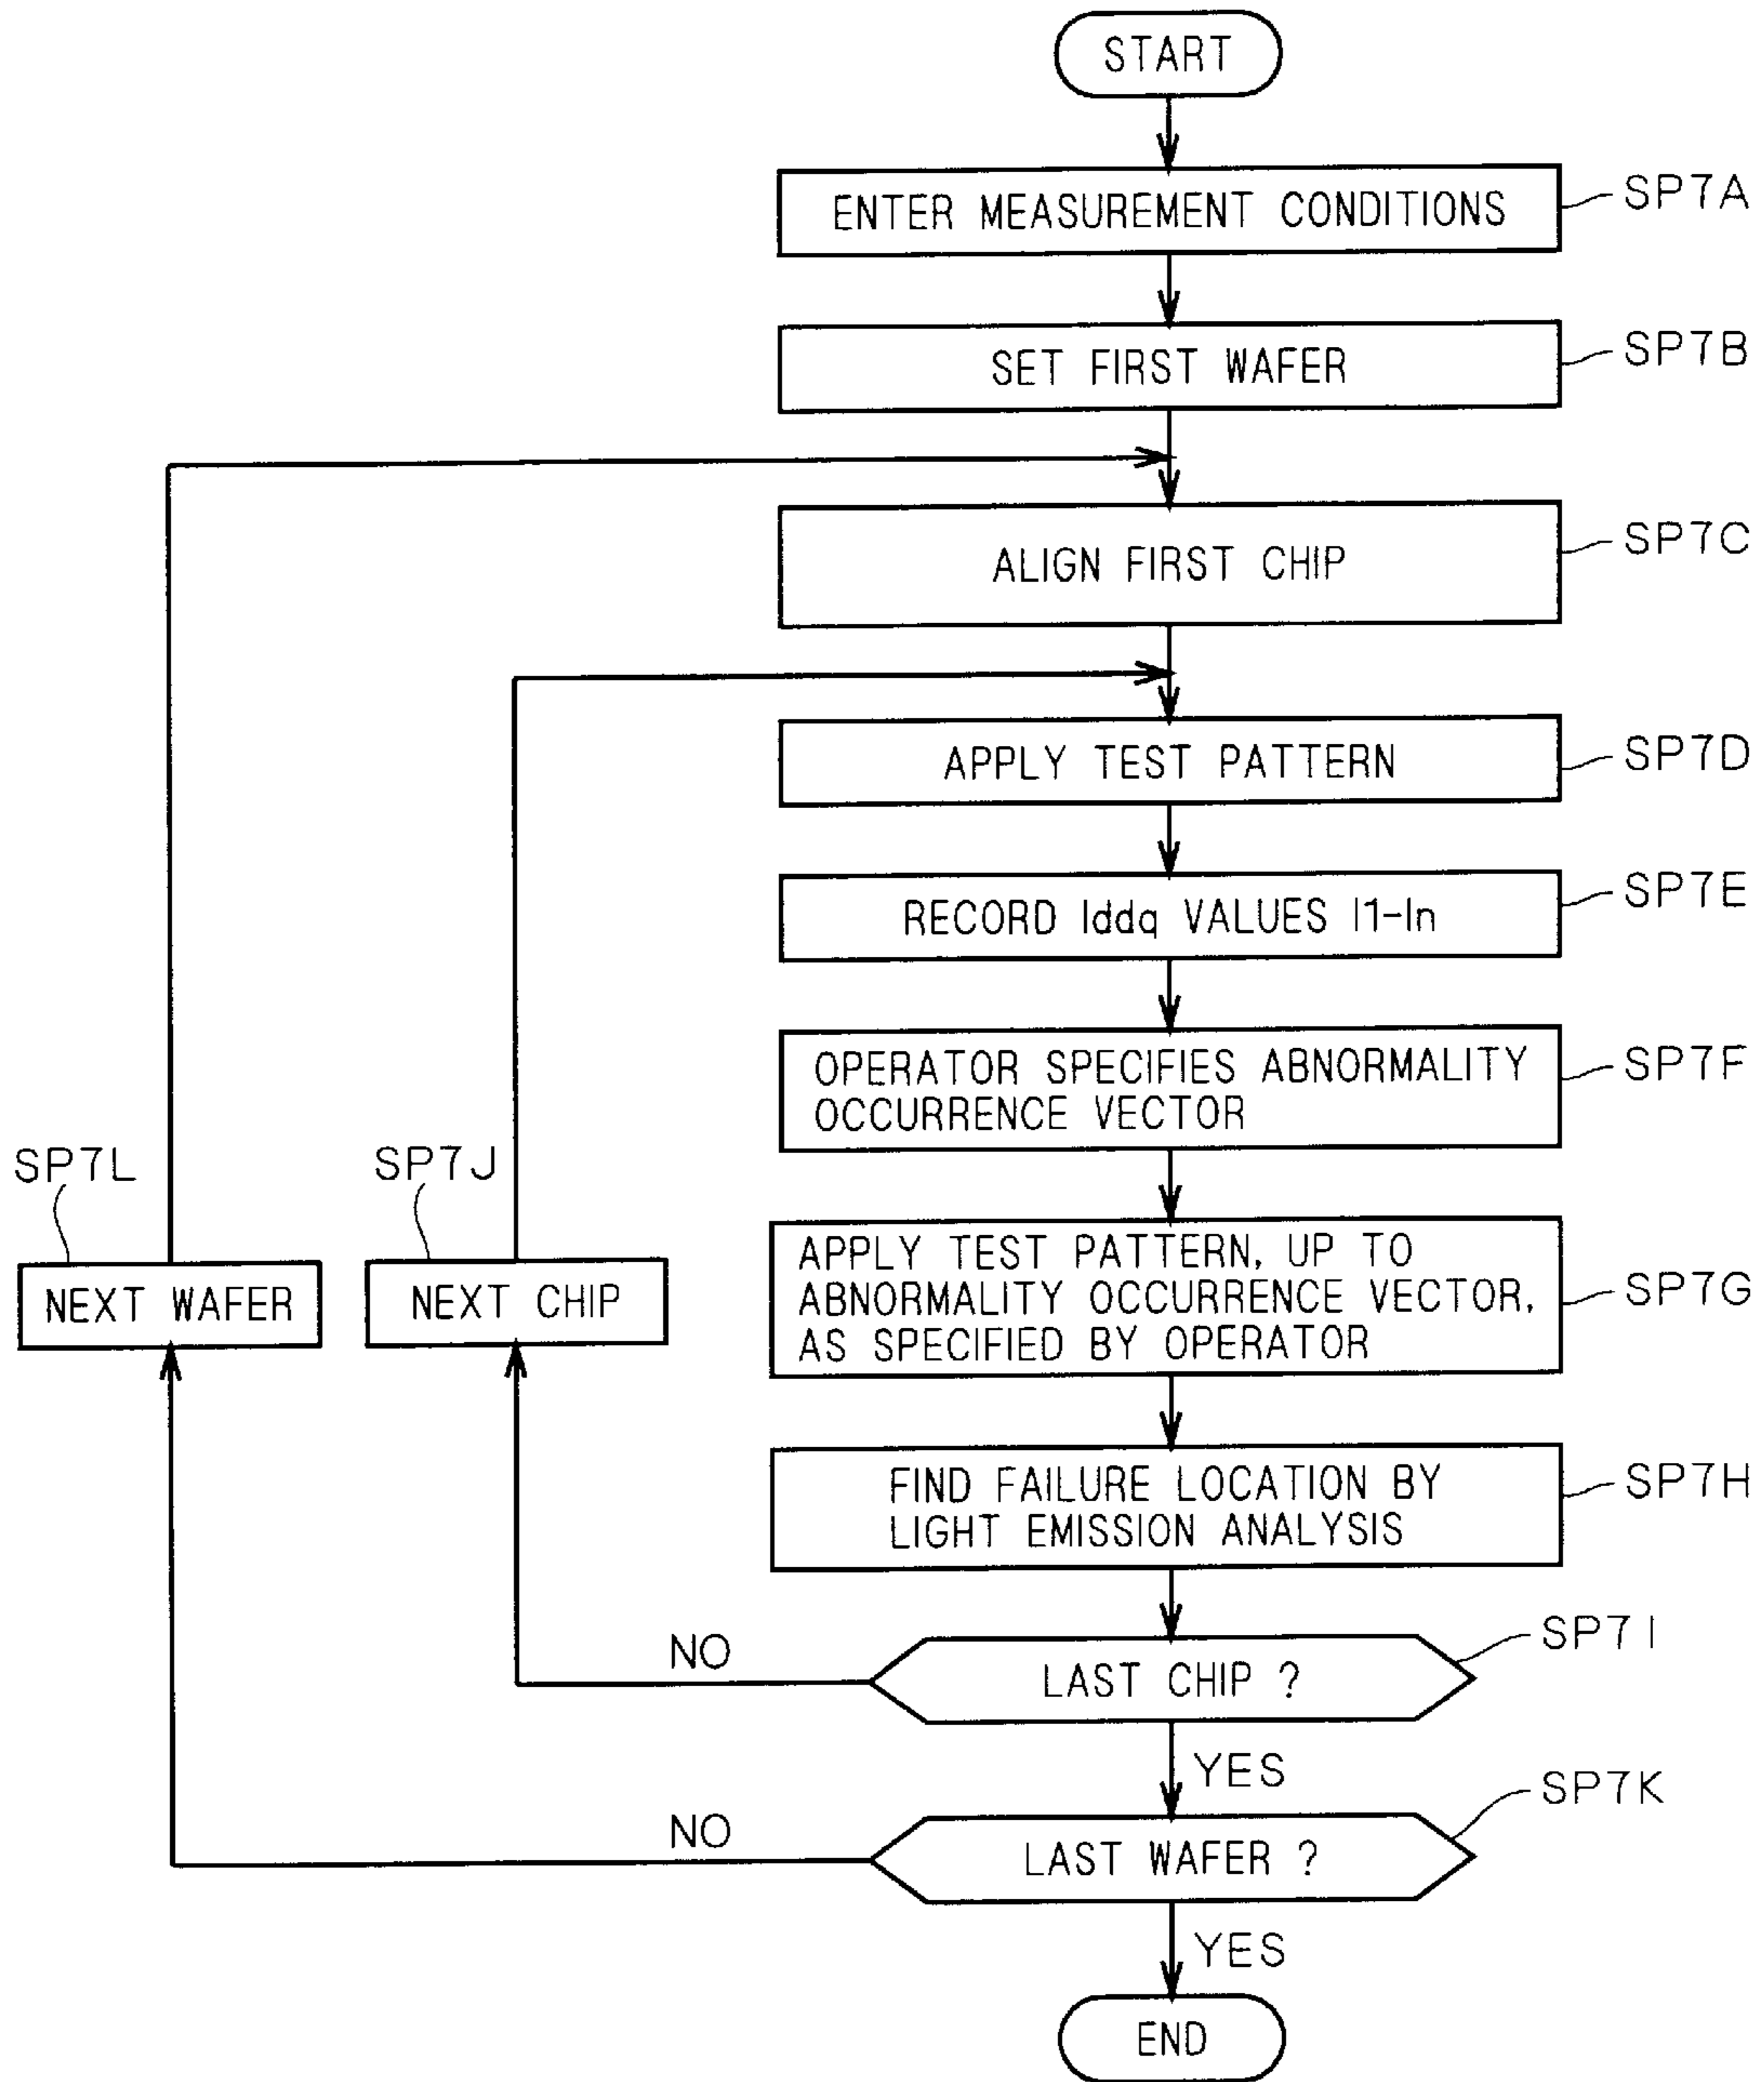 START
ENTER MEASUREMENT CONDITIONS
SP7A
SET FIRST WAFER
SP7B
ALIGN FIRST CHIP
SP7C
APPLY TEST PATTERN
SP7D
RECORD Iddq VALUES I1-In
SP7E
OPERATOR SPECIFIES ABNORMALITY
OCCURRENCE VECTOR
SP7F
SP7L
SP7J
NEXT WAFER
NEXT CHIP
APPLY TEST PATTERN, UP TO
ABNORMALITY OCCURRENCE VECTOR,
AS SPECIFIED BY OPERATOR
SP7G
FIND FAILURE LOCATION BY
LIGHT EMISSION ANALYSIS
SP7H
NO
LAST CHIP ?
SP7I
YES
NO
LAST WAFER ?
SP7K
YES
END